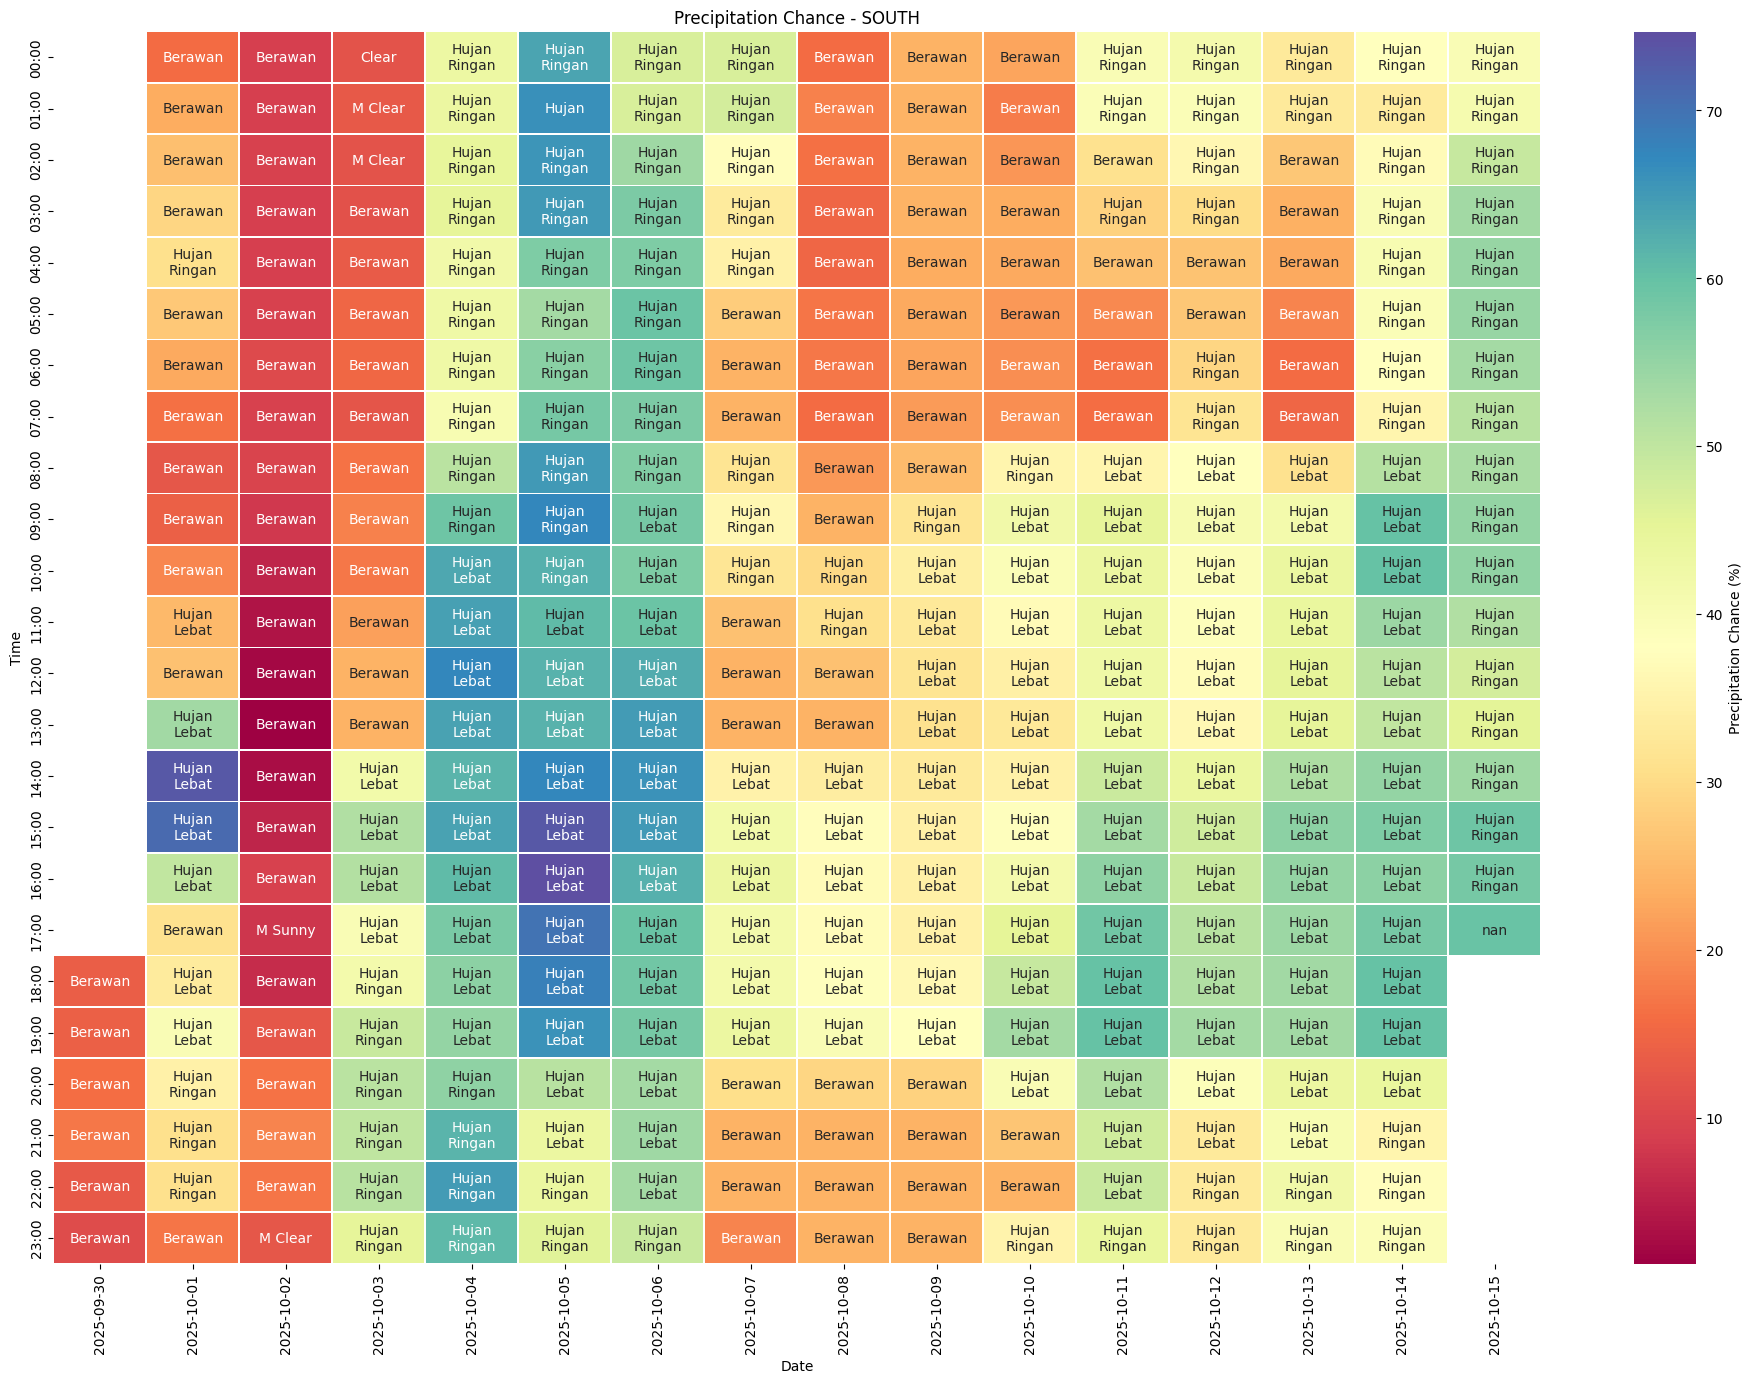 Precipitation Chance - SOUTH
00:00 Berawan Berawan Clear Hujan Ringan Hujan Ringan Hujan Ringan Hujan Ringan Berawan Berawan Berawan Hujan Ringan Hujan Ringan Hujan Ringan Hujan Ringan Hujan Ringan
01:00 Berawan Berawan M Clear Hujan Ringan Hujan Hujan Ringan Hujan Ringan Berawan Berawan Berawan Hujan Ringan Hujan Ringan Hujan Ringan Hujan Ringan Hujan Ringan
02:00 Berawan Berawan M Clear Hujan Ringan Hujan Ringan Hujan Ringan Hujan Ringan Berawan Berawan Berawan Berawan Hujan Ringan Berawan Hujan Ringan Hujan Ringan
03:00 Berawan Berawan Berawan Hujan Ringan Hujan Ringan Hujan Ringan Hujan Ringan Berawan Berawan Berawan Hujan Ringan Hujan Ringan Berawan Hujan Ringan Hujan Ringan
04:00 Hujan Ringan Berawan Berawan Hujan Ringan Hujan Ringan Hujan Ringan Hujan Ringan Berawan Berawan Berawan Berawan Berawan Berawan Hujan Ringan Hujan Ringan
05:00 Berawan Berawan Berawan Hujan Ringan Hujan Ringan Hujan Ringan Berawan Berawan Berawan Berawan Berawan Berawan Berawan Hujan Ringan Hujan Ringan
06:00 Berawan Berawan Berawan Hujan Ringan Hujan Ringan Hujan Ringan Berawan Berawan Berawan Berawan Berawan Hujan Ringan Berawan Hujan Ringan Hujan Ringan
07:00 Berawan Berawan Berawan Hujan Ringan Hujan Ringan Hujan Ringan Berawan Berawan Berawan Berawan Berawan Hujan Ringan Berawan Hujan Ringan Hujan Ringan
08:00 Berawan Berawan Berawan Hujan Ringan Hujan Ringan Hujan Ringan Hujan Ringan Berawan Berawan Hujan Ringan Hujan Lebat Hujan Lebat Hujan Lebat Hujan Lebat Hujan Ringan
09:00 Berawan Berawan Berawan Hujan Ringan Hujan Ringan Hujan Lebat Hujan Ringan Berawan Hujan Ringan Hujan Lebat Hujan Lebat Hujan Lebat Hujan Lebat Hujan Lebat Hujan Ringan
10:00 Berawan Berawan Berawan Hujan Lebat Hujan Ringan Hujan Lebat Hujan Ringan Hujan Ringan Hujan Lebat Hujan Lebat Hujan Lebat Hujan Lebat Hujan Lebat Hujan Lebat Hujan Ringan
11:00 Hujan Lebat Berawan Berawan Hujan Lebat Hujan Lebat Hujan Lebat Berawan Hujan Ringan Hujan Lebat Hujan Lebat Hujan Lebat Hujan Lebat Hujan Lebat Hujan Lebat Hujan Ringan
12:00 Berawan Berawan Berawan Hujan Lebat Hujan Lebat Hujan Lebat Berawan Berawan Hujan Lebat Hujan Lebat Hujan Lebat Hujan Lebat Hujan Lebat Hujan Lebat Hujan Ringan
13:00 Hujan Lebat Berawan Berawan Hujan Lebat Hujan Lebat Hujan Lebat Berawan Berawan Hujan Lebat Hujan Lebat Hujan Lebat Hujan Lebat Hujan Lebat Hujan Lebat Hujan Ringan
14:00 Hujan Lebat Berawan Hujan Lebat Hujan Lebat Hujan Lebat Hujan Lebat Hujan Lebat Hujan Lebat Hujan Lebat Hujan Lebat Hujan Lebat Hujan Lebat Hujan Lebat Hujan Lebat Hujan Ringan
15:00 Hujan Lebat Berawan Hujan Lebat Hujan Lebat Hujan Lebat Hujan Lebat Hujan Lebat Hujan Lebat Hujan Lebat Hujan Lebat Hujan Lebat Hujan Lebat Hujan Lebat Hujan Lebat Hujan Ringan
16:00 Hujan Lebat Berawan Hujan Lebat Hujan Lebat Hujan Lebat Hujan Lebat Hujan Lebat Hujan Lebat Hujan Lebat Hujan Lebat Hujan Lebat Hujan Lebat Hujan Lebat Hujan Lebat Hujan Ringan
17:00 Berawan M Sunny Hujan Lebat Hujan Lebat Hujan Lebat Hujan Lebat Hujan Lebat Hujan Lebat Hujan Lebat Hujan Lebat Hujan Lebat Hujan Lebat Hujan Lebat Hujan Lebat nan
18:00 Berawan Hujan Lebat Berawan Hujan Ringan Hujan Lebat Hujan Lebat Hujan Lebat Hujan Lebat Hujan Lebat Hujan Lebat Hujan Lebat Hujan Lebat Hujan Lebat Hujan Lebat Hujan Lebat
19:00 Berawan Hujan Lebat Berawan Hujan Ringan Hujan Lebat Hujan Lebat Hujan Lebat Hujan Lebat Hujan Lebat Hujan Lebat Hujan Lebat Hujan Lebat Hujan Lebat Hujan Lebat Hujan Lebat
20:00 Berawan Hujan Ringan Berawan Hujan Ringan Hujan Ringan Hujan Lebat Hujan Lebat Berawan Berawan Berawan Hujan Lebat Hujan Lebat Hujan Lebat Hujan Lebat Hujan Lebat
21:00 Berawan Hujan Ringan Berawan Hujan Ringan Hujan Ringan Hujan Lebat Hujan Lebat Berawan Berawan Berawan Berawan Hujan Lebat Hujan Lebat Hujan Lebat Hujan Ringan
22:00 Berawan Hujan Ringan Berawan Hujan Ringan Hujan Ringan Hujan Ringan Hujan Lebat Berawan Berawan Berawan Berawan Hujan Lebat Hujan Ringan Hujan Ringan Hujan Ringan
23:00 Berawan Berawan M Clear Hujan Ringan Hujan Ringan Hujan Ringan Hujan Ringan Berawan Berawan Berawan Hujan Ringan Hujan Ringan Hujan Ringan Hujan Ringan Hujan Ringan
2025-09-30 2025-10-01 2025-10-02 2025-10-03 2025-10-04 2025-10-05 2025-10-06 2025-10-07 2025-10-08 2025-10-09 2025-10-10 2025-10-11 2025-10-12 2025-10-13 2025-10-14 2025-10-15
Date
Time
70
60
50
40
30
20
10
Precipitation Chance (%)